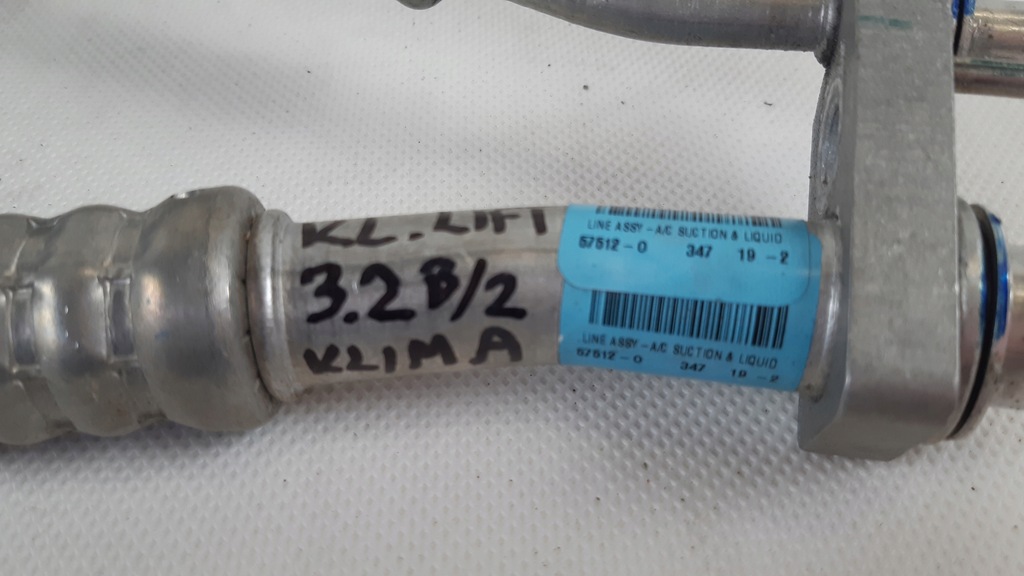 KL.LIFT
3.2 B/2
KLIMA
LINE ASSY-A/C SUCTION & LIQUID
57512-0 347 19-2
LINE ASSY-A/C SUCTION & LIQUID
57512-0 347 19-2